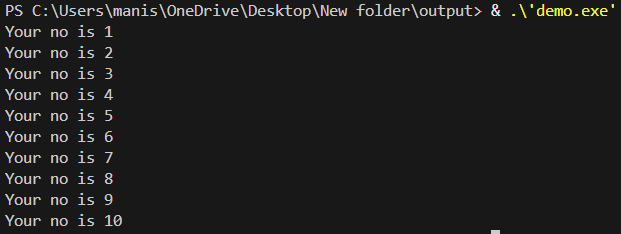 PS C:\Users\manis\OneDrive\Desktop\New folder\output> & .\'demo.exe'
Your no is 1
Your no is 2
Your no is 3
Your no is 4
Your no is 5
Your no is 6
Your no is 7
Your no is 8
Your no is 9
Your no is 10